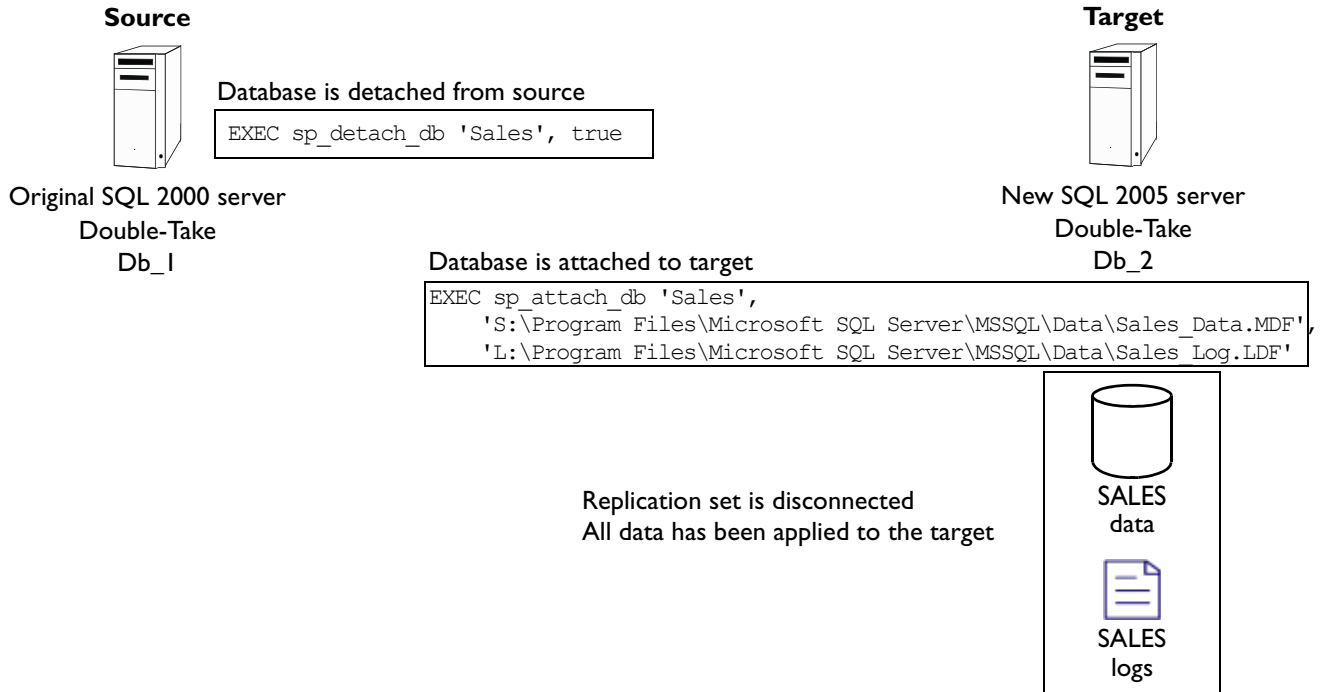 Source
Target
Database is detached from source
EXEC sp_detach_db 'Sales', true
Original SQL 2000 server
Double-Take
Db_1
New SQL 2005 server
Double-Take
Db_2
Database is attached to target
EXEC sp_attach_db 'Sales',
'S:\Program Files\Microsoft SQL Server\MSSQL\Data\Sales_Data.MDF',
'L:\Program Files\Microsoft SQL Server\MSSQL\Data\Sales_Log.LDF'
Replication set is disconnected
All data has been applied to the target
SALES
data
SALES
logs